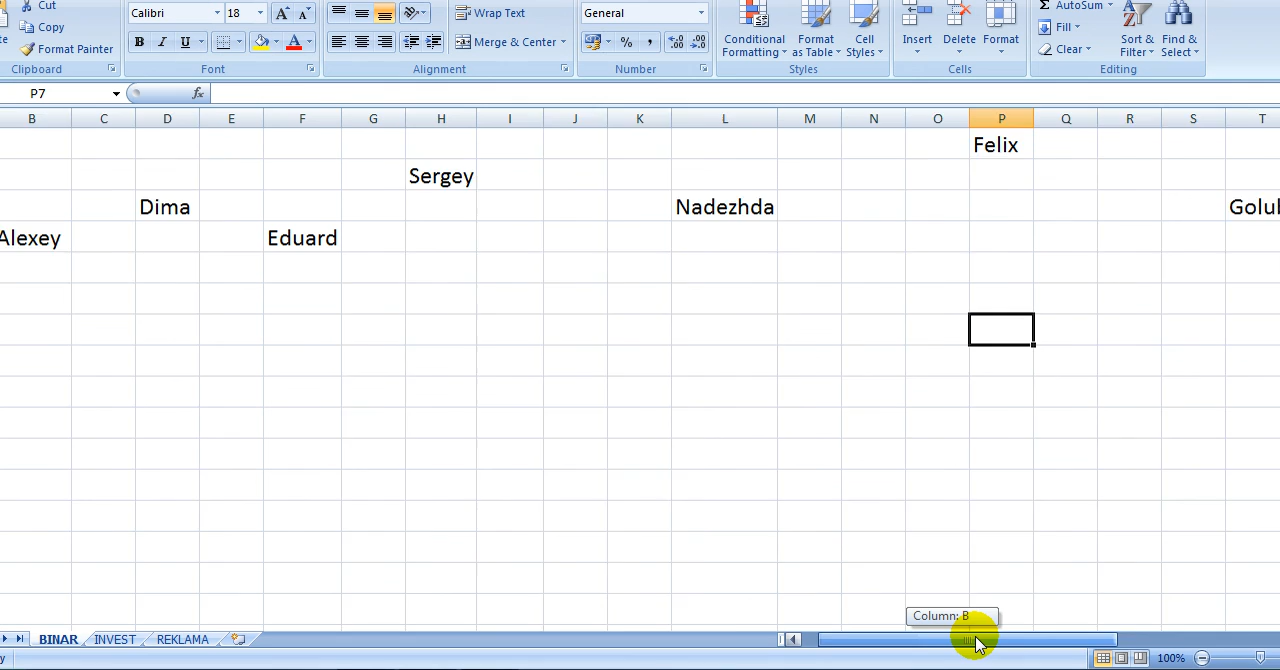 Cut
Calibri 18 A A Wrap Text General Conditional Format Cell Insert Delete Format AutoSum Sort & Find &
Copy Formatting as Table Styles Fill Filter Select
Format Painter B I U A Merge & Center % , .00 Clear
Clipboard Font Alignment Number Styles Cells Editing
P7 fx
B C D E F G H I J K L M N O P Q R S T
Felix
Sergey
Dima Nadezhda Golub
Alexey Eduard
Column: B
BINAR INVEST REKLAMA
100%